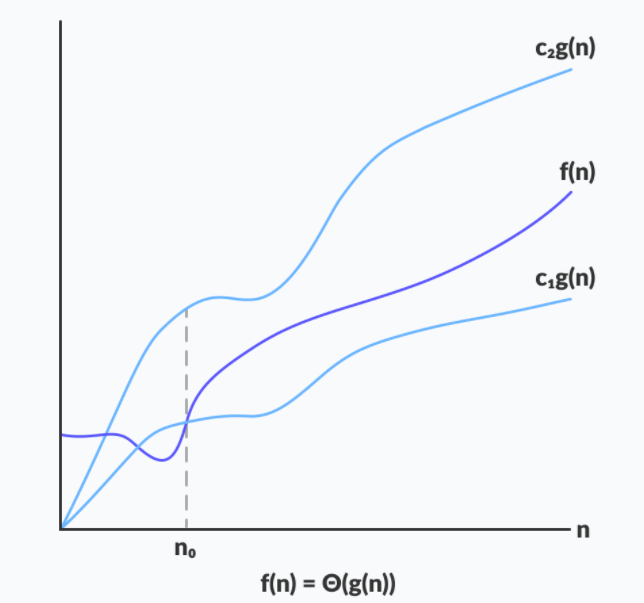 c₂g(n)
f(n)
c₁g(n)
n
n₀
f(n) = Θ(g(n))